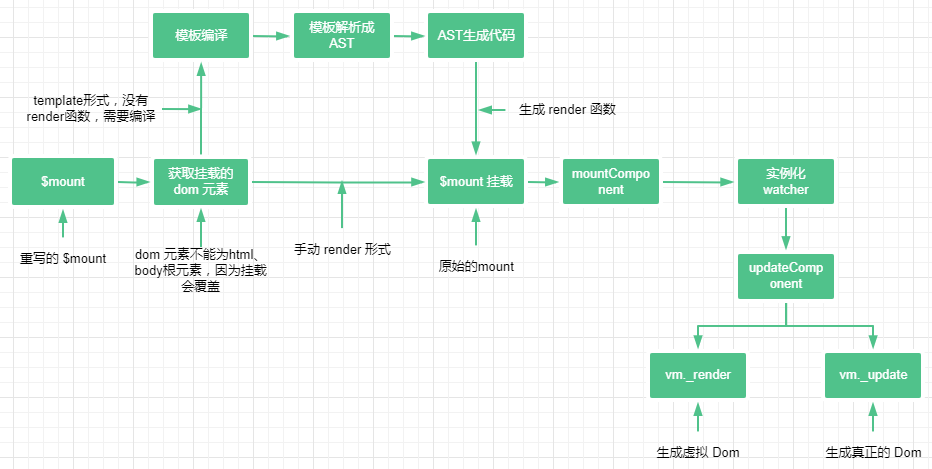 模板编译
模板解析成
AST
AST生成代码
template形式，没有
render函数，需要编译
生成 render 函数
$mount
获取挂载的
dom 元素
$mount 挂载
mountCompo
nent
实例化
watcher
重写的 $mount
dom 元素不能为html、
body根元素，因为挂载
会覆盖
手动 render 形式
原始的mount
updateComp
onent
vm._render
vm._update
生成虚拟 Dom
生成真正的 Dom